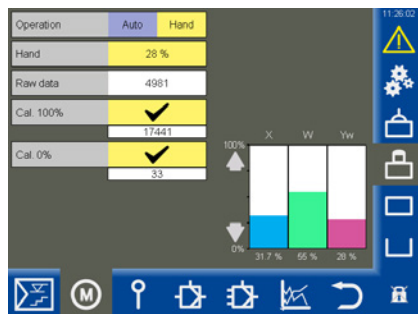 11:26:02
Operation Auto Hand
Hand 28 %
Raw data 4981
Cal. 100%
17441
Cal. 0%
33
X W Yw
100%
0%
31.7 % 55 % 28 %
M